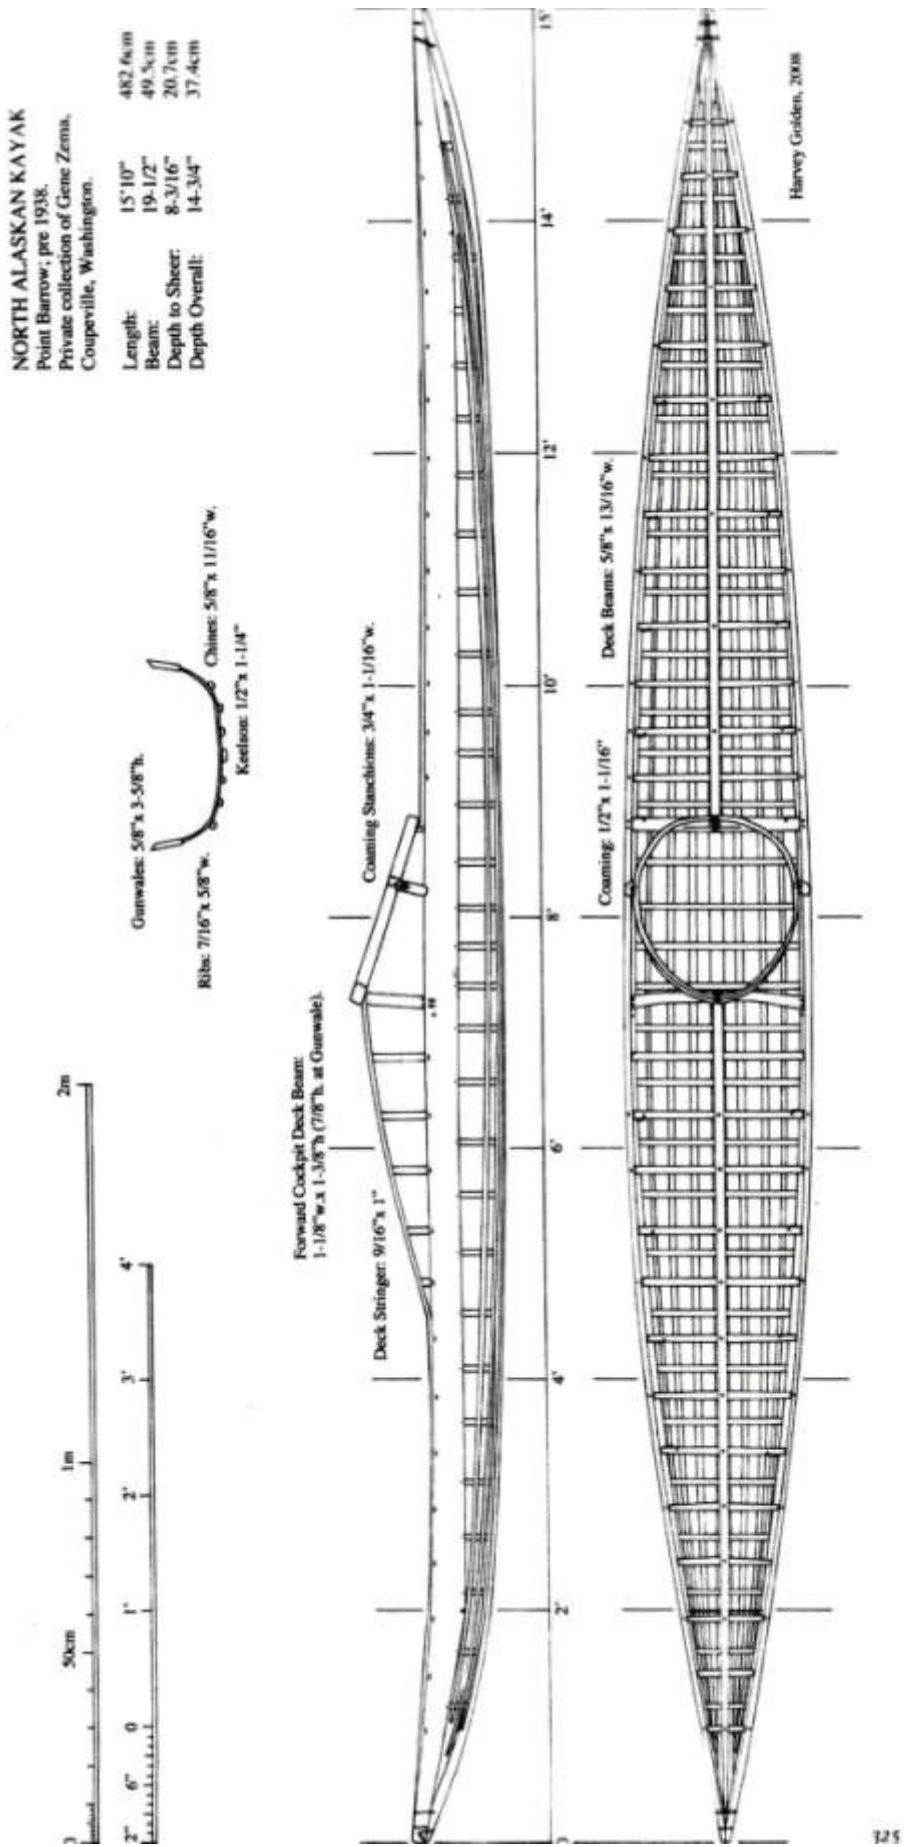 NORTH ALASKAN KAYAK
Point Barrow; pre 1938.
Private collection of Gene Zema,
Coupeville, Washington.
Length: 15'10" 482.6cm
Beam: 19-1/2" 49.5cm
Depth to Sheer: 8-3/16" 20.7cm
Depth Overall: 14-3/4" 37.4cm
Gunwales: 5/8"x 3-5/8"h.
Ribs: 7/16"x 5/8"w.
Chines: 5/8"x 11/16"w.
Keelson: 1/2"x 1-1/4"
0 50cm 1m 2m
2" 6" 0 1' 2' 3' 4'
Forward Cockpit Deck Beam:
1-1/8"w.x 1-3/8"h (7/8"h. at Gunwale).
Coaming Stanchions: 3/4"x 1-1/16"w.
Deck Stringer: 9/16"x 1"
0 2' 4' 6' 8' 10' 12' 14' 15'
Coaming: 1/2"x 1-1/16"
Deck Beams: 5/8"x 13/16"w.
Harvey Golden, 2008
325